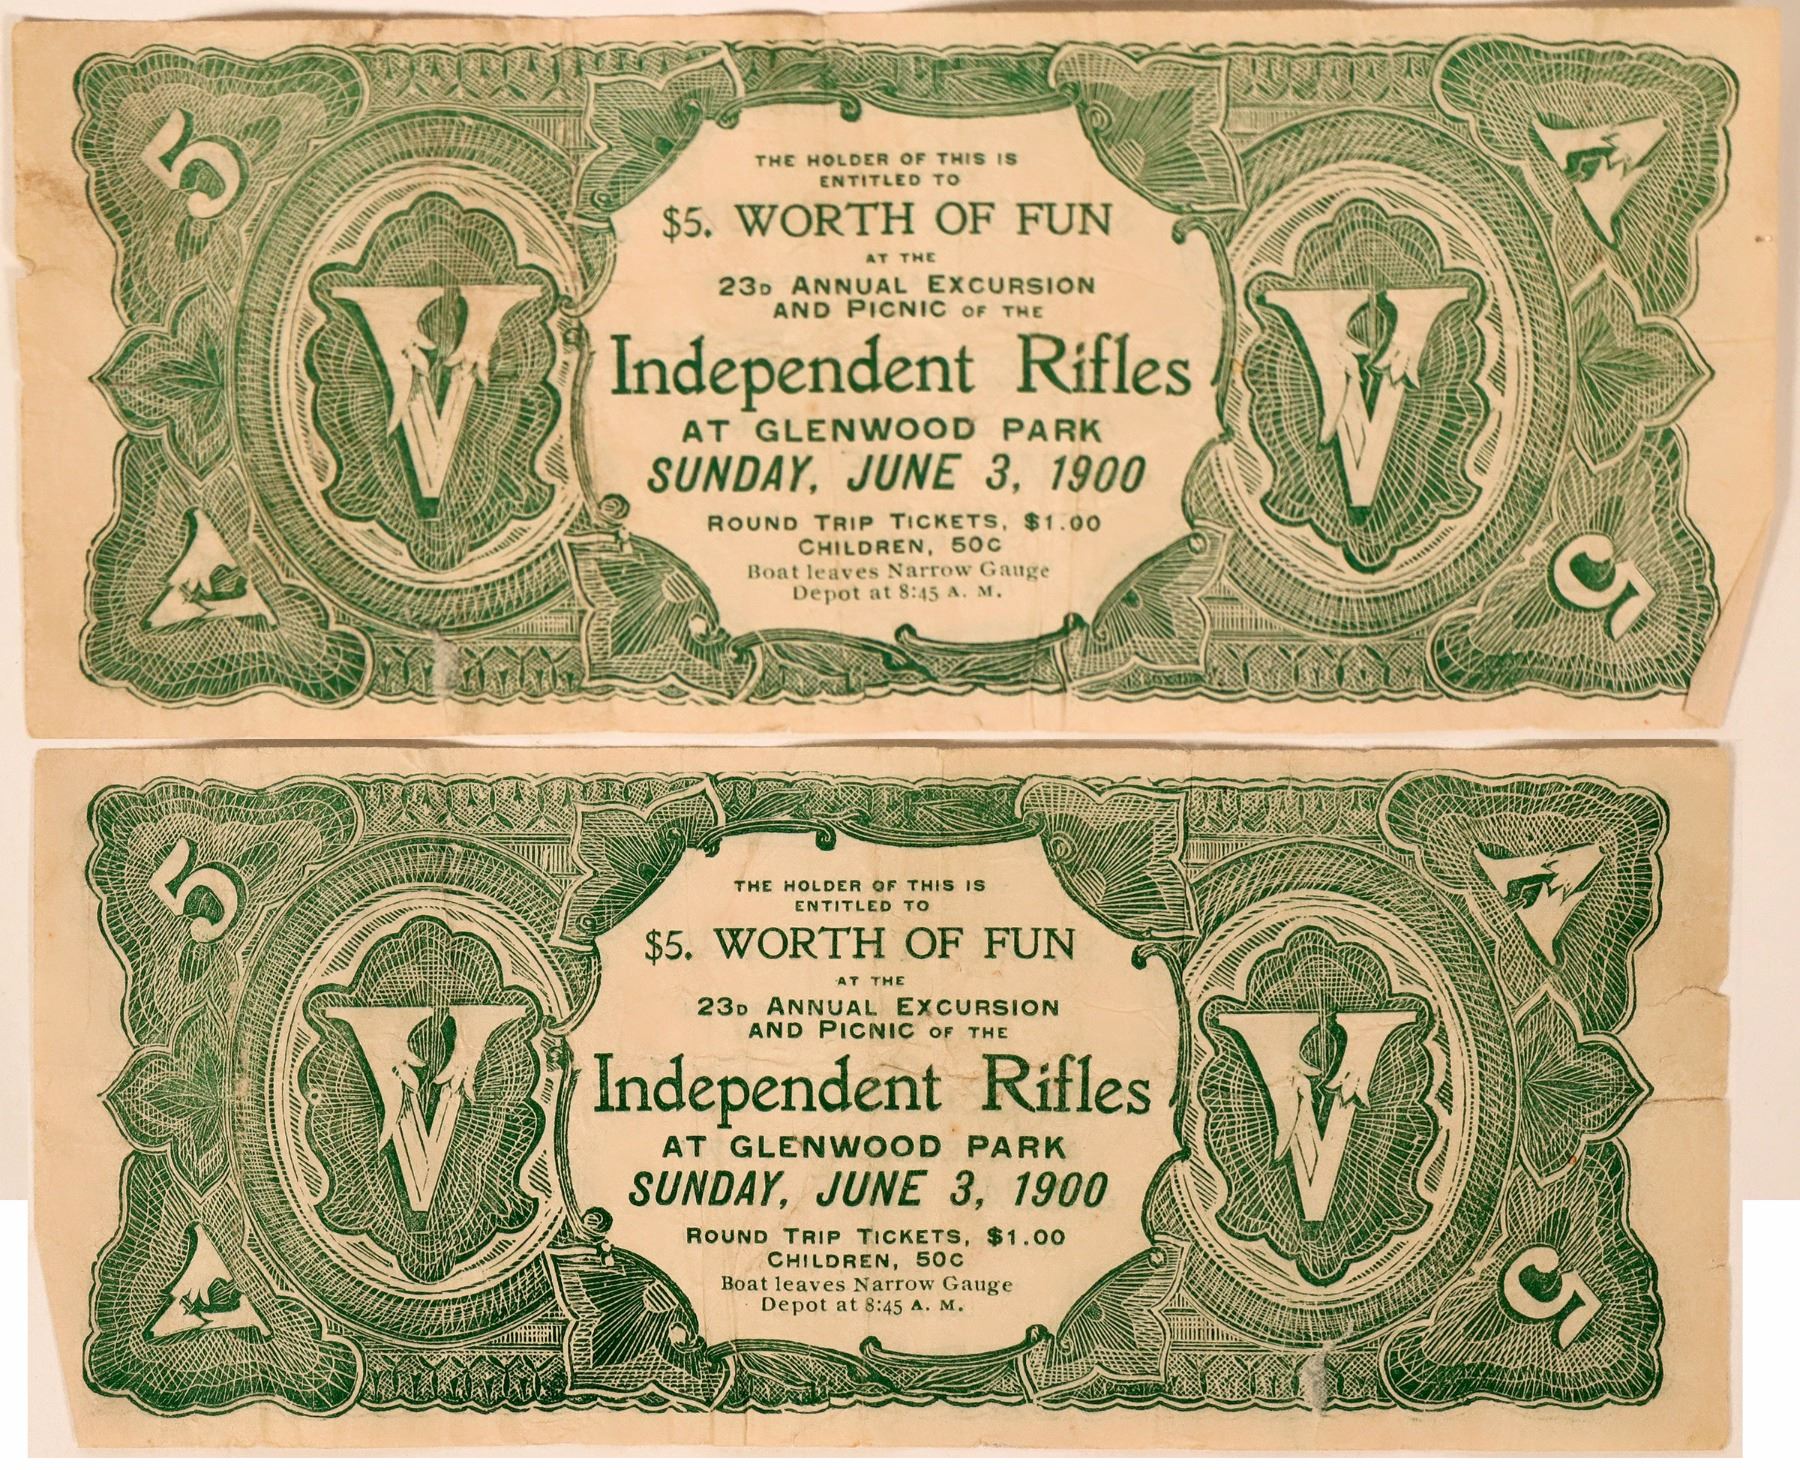 5
V
THE HOLDER OF THIS IS
ENTITLED TO
$5. WORTH OF FUN
AT THE
23D ANNUAL EXCURSION
AND PICNIC OF THE
Independent Rifles
AT GLENWOOD PARK
SUNDAY, JUNE 3, 1900
ROUND TRIP TICKETS, $1.00
CHILDREN, 50C
Boat leaves Narrow Gauge
Depot at 8:45 A. M.
V
V
V
5
5
V
THE HOLDER OF THIS IS
ENTITLED TO
$5. WORTH OF FUN
AT THE
23D ANNUAL EXCURSION
AND PICNIC OF THE
Independent Rifles
AT GLENWOOD PARK
SUNDAY, JUNE 3, 1900
ROUND TRIP TICKETS, $1.00
CHILDREN, 50C
Boat leaves Narrow Gauge
Depot at 8:45 A. M.
V
V
V
5